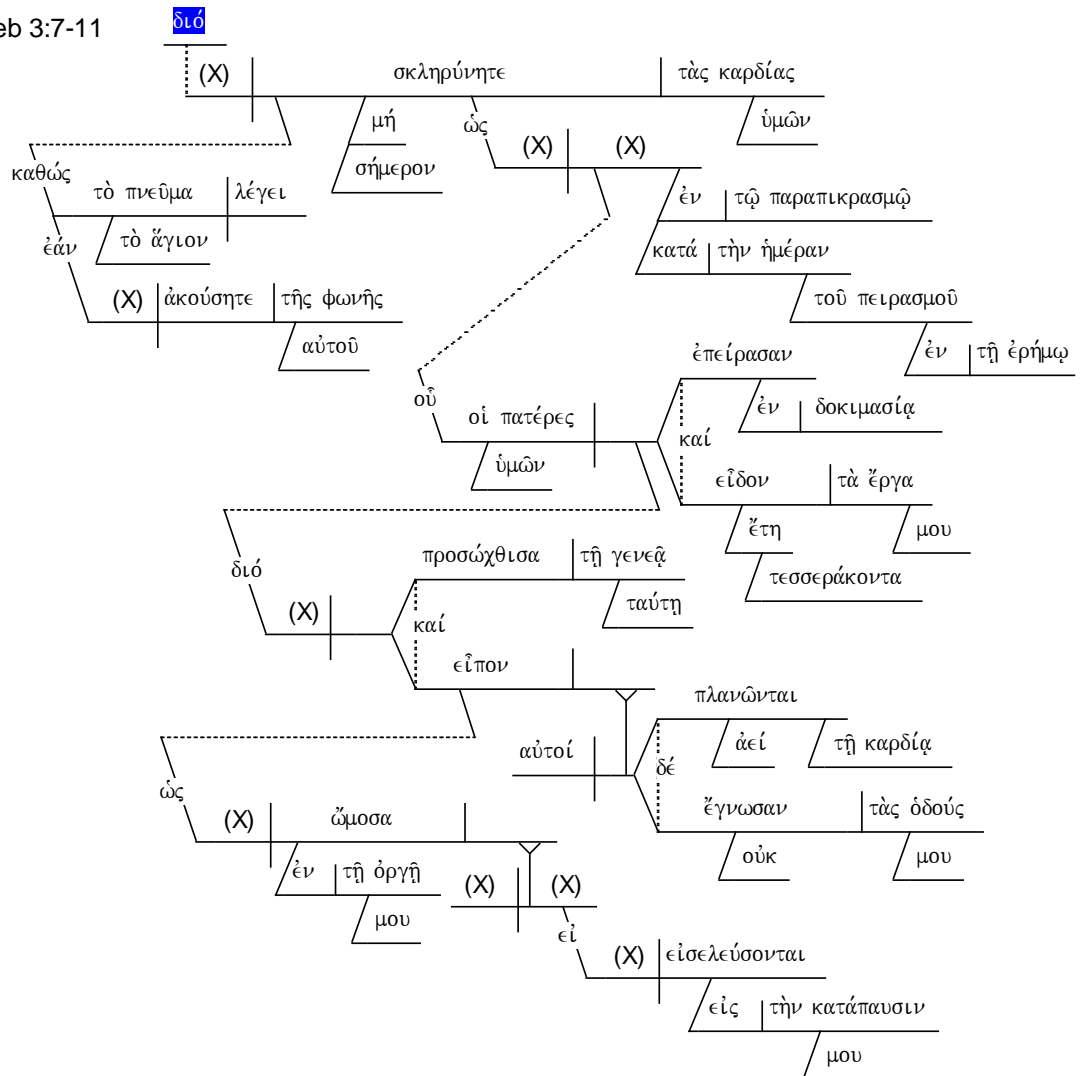 eb 3:7-11
διό
(X) σκληρύνητε τὰς καρδίας
μή ὡς ὑμῶν
(X) (X)
σήμερον
καθώς
τὸ πνεῦμα λέγει
ἐν τῷ παραπικρασμῷ
τὸ ἅγιον
ἐάν
κατά τὴν ἡμέραν
(X) ἀκούσητε τῆς φωνῆς
τοῦ πειρασμοῦ
αὐτοῦ
ἐν τῇ ἐρήμῳ
ἐπείρασαν
οὗ
ἐν δοκιμασίᾳ
οἱ πατέρες
καί
ὑμῶν
εἶδον τὰ ἔργα
ἔτη μου
τεσσεράκοντα
διό
προσώχθισα τῇ γενεᾷ
ταύτῃ
(X)
καί
εἶπον
πλανῶνται
αὐτοί
ἀεί τῇ καρδίᾳ
δέ
ὡς
ἔγνωσαν τὰς ὁδούς
(X) ὤμοσα
οὐκ μου
ἐν τῇ ὀργῇ
(X) (X)
μου
εἰ
(X) εἰσελεύσονται
εἰς τὴν κατάπαυσιν
μου